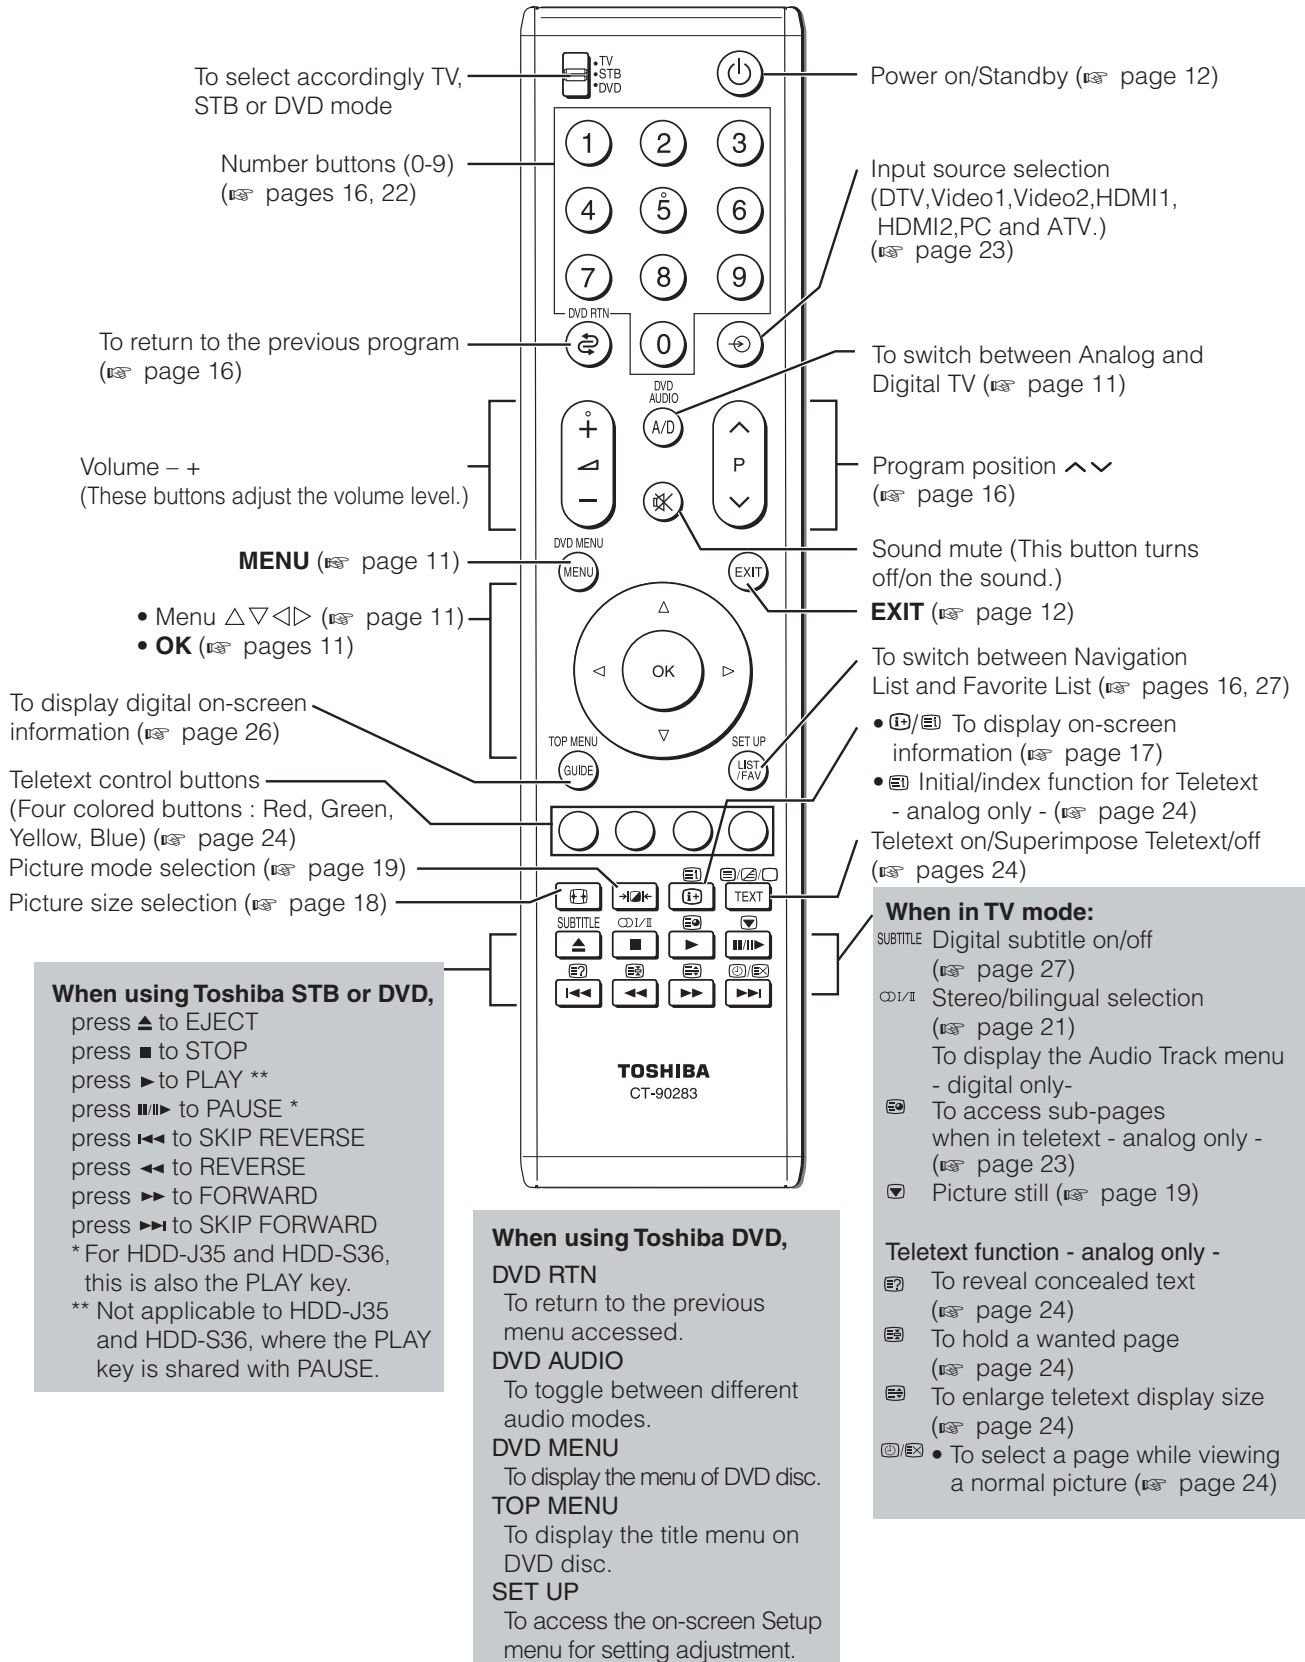 To select accordingly TV,
STB or DVD mode
Number buttons (0-9)
(☞ pages 16, 22)
To return to the previous program
(☞ page 16)
Volume – +
(These buttons adjust the volume level.)
MENU (☞ page 11)
• Menu △▽◁▷ (☞ page 11)
• OK (☞ pages 11)
To display digital on-screen
information (☞ page 26)
Teletext control buttons
(Four colored buttons : Red, Green,
Yellow, Blue) (☞ page 24)
Picture mode selection (☞ page 19)
Picture size selection (☞ page 18)
•TV
•STB
•DVD
1 2 3
4 5 6
7 8 9
DVD RTN
0
DVD
AUDIO
+ A/D
P
–
DVD MENU
MENU EXIT
OK
TOP MENU SET UP
GUIDE LIST
/FAV
TEXT
SUBTITLE I/II
TOSHIBA
CT-90283
Power on/Standby (☞ page 12)
Input source selection
(DTV,Video1,Video2,HDMI1,
HDMI2,PC and ATV.)
(☞ page 23)
To switch between Analog and
Digital TV (☞ page 11)
Program position
(☞ page 16)
Sound mute (This button turns
off/on the sound.)
EXIT (☞ page 12)
To switch between Navigation
List and Favorite List (☞ pages 16, 27)
• / To display on-screen
information (☞ page 17)
• Initial/index function for Teletext
- analog only - (☞ page 24)
Teletext on/Superimpose Teletext/off
(☞ pages 24)
When using Toshiba STB or DVD,
press ⏏ to EJECT
press ■ to STOP
press ► to PLAY **
press II/II► to PAUSE *
press I◄◄ to SKIP REVERSE
press ◄◄ to REVERSE
press ►► to FORWARD
press ►►I to SKIP FORWARD
* For HDD-J35 and HDD-S36,
this is also the PLAY key.
** Not applicable to HDD-J35
and HDD-S36, where the PLAY
key is shared with PAUSE.
When using Toshiba DVD,
DVD RTN
To return to the previous
menu accessed.
DVD AUDIO
To toggle between different
audio modes.
DVD MENU
To display the menu of DVD disc.
TOP MENU
To display the title menu on
DVD disc.
SET UP
To access the on-screen Setup
menu for setting adjustment.
When in TV mode:
SUBTITLE Digital subtitle on/off
(☞ page 27)
I/II Stereo/bilingual selection
(☞ page 21)
To display the Audio Track menu
- digital only-
To access sub-pages
when in teletext - analog only -
(☞ page 23)
Picture still (☞ page 19)
Teletext function - analog only -
To reveal concealed text
(☞ page 24)
To hold a wanted page
(☞ page 24)
To enlarge teletext display size
(☞ page 24)
• To select a page while viewing
a normal picture (☞ page 24)